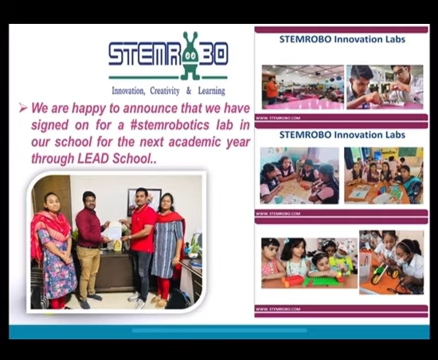 STEMROBO
Innovation, Creativity & Learning
➢ We are happy to announce that we have
signed on for a #stemrobotics lab in
our school for the next academic year
through LEAD School..
STEMROBO Innovation Labs
WWW.STEMROBO.COM
STEMROBO Innovation Labs
WWW.STEMROBO.COM
WWW.STEMROBO.COM